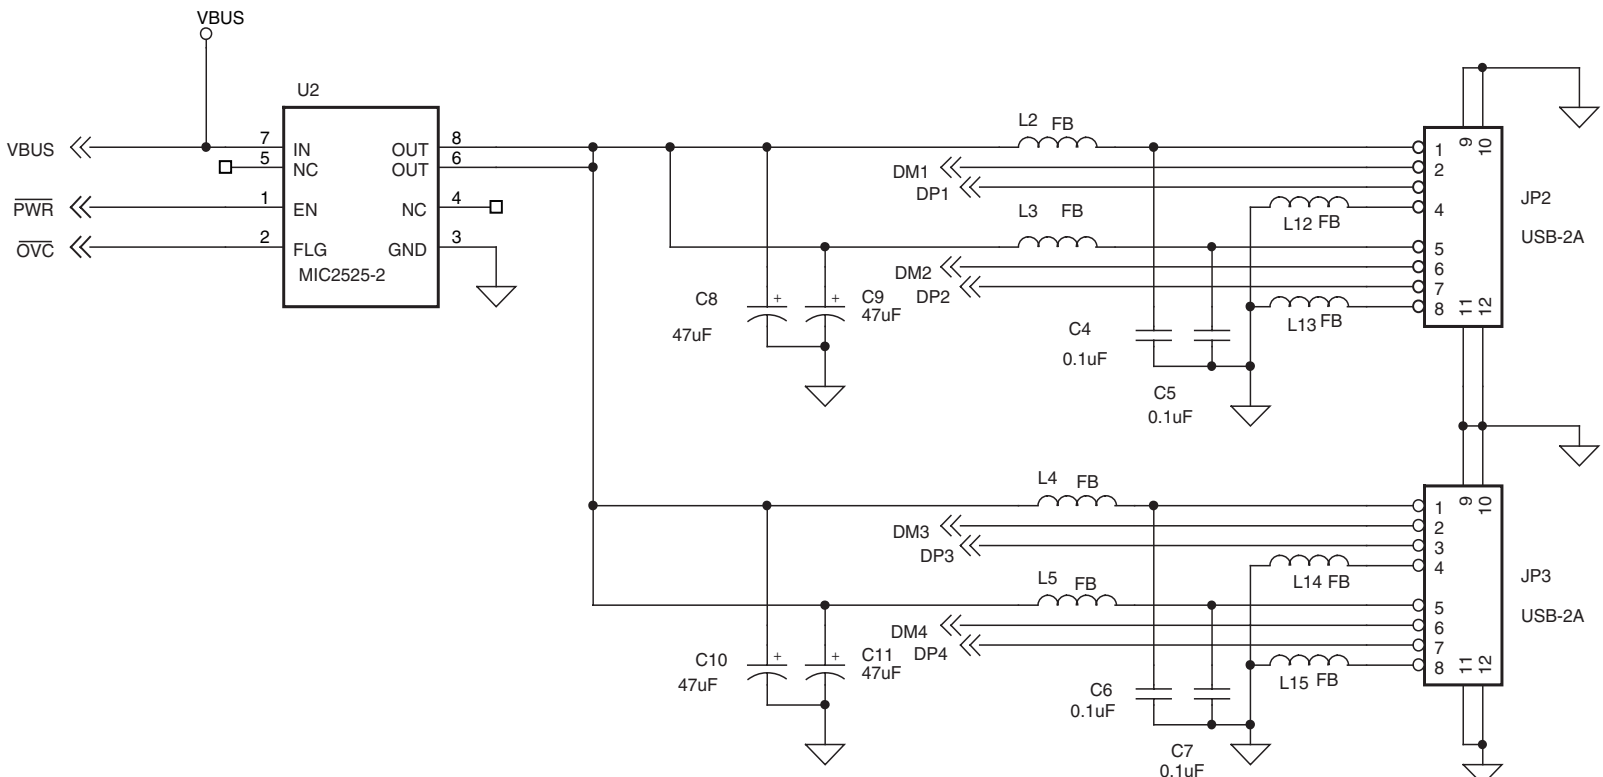 VBUS
U2
VBUS
7
IN
OUT
8
5
NC
OUT
6
PWR
1
EN
NC
4
OVC
2
FLG
GND
3
MIC2525-2
L2 FB
DM1
DP1
L3 FB
L12 FB
DM2
DP2
L13 FB
C8
47uF
+
+
C9
47uF
C4
0.1uF
C5
0.1uF
1
2
4
5
6
7
8
9
10
11
12
JP2
USB-2A
L4 FB
DM3
DP3
L14 FB
L5 FB
DM4
DP4
L15 FB
C10
47uF
+
+
C11
47uF
C6
0.1uF
C7
0.1uF
1
2
3
4
5
6
7
8
9
10
11
12
JP3
USB-2A